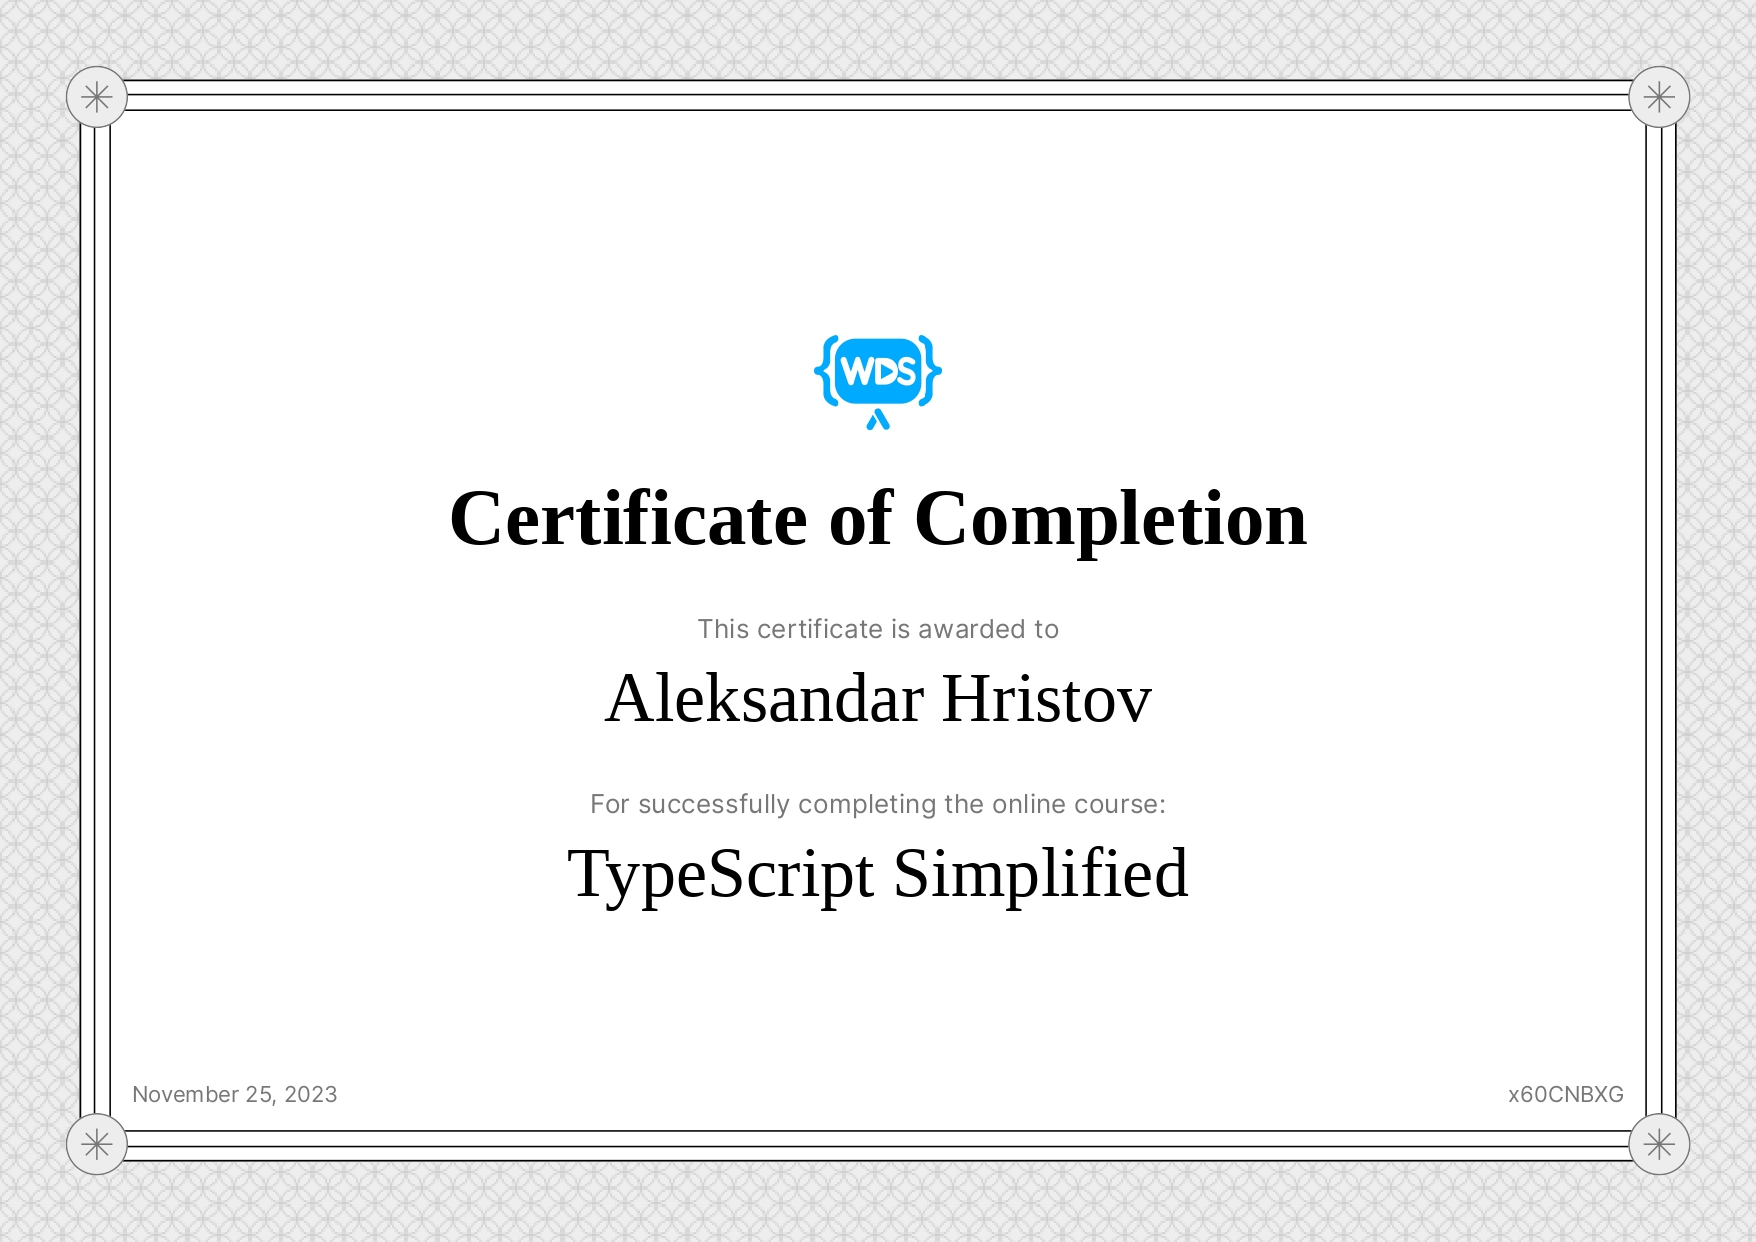 WDS
Certificate of Completion
This certificate is awarded to
Aleksandar Hristov
For successfully completing the online course:
TypeScript Simplified
November 25, 2023
x60CNBXG